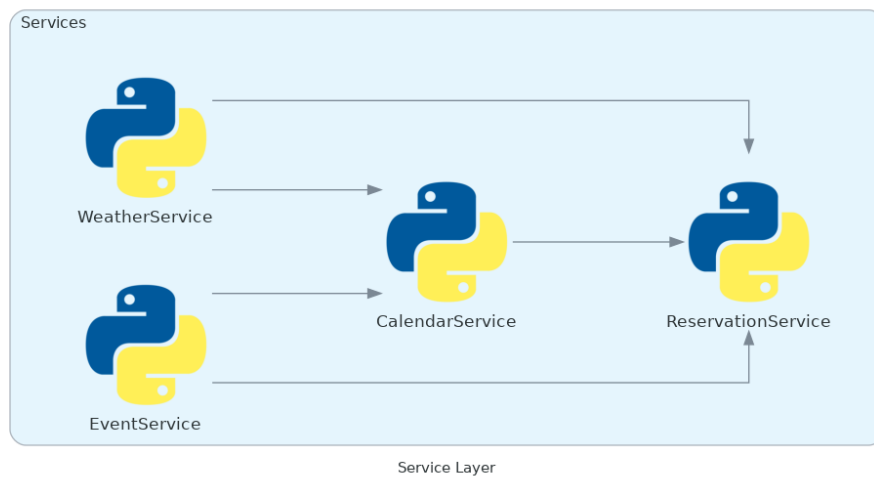 Services
WeatherService
CalendarService
ReservationService
EventService
Service Layer